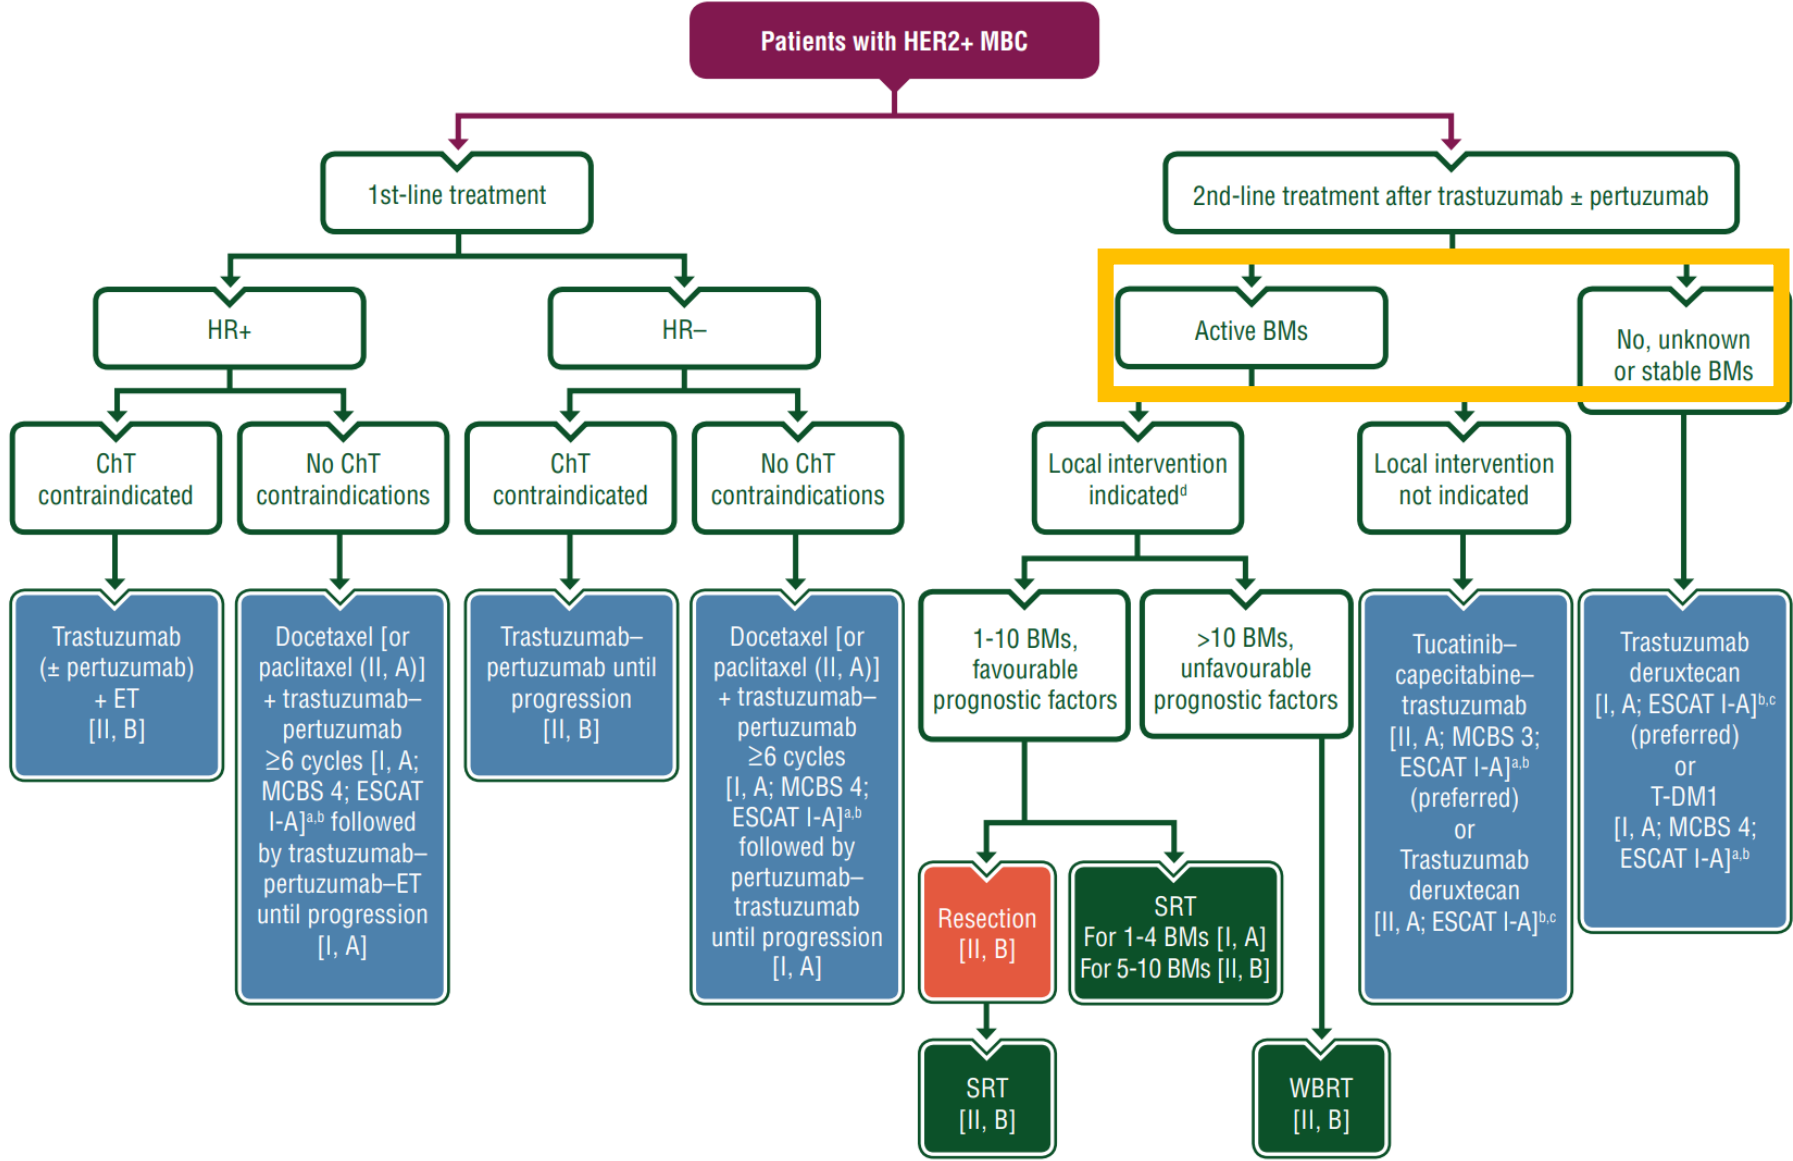 Patients with HER2+ MBC
1st-line treatment
2nd-line treatment after trastuzumab ± pertuzumab
HR+
HR–
Active BMs
No, unknown
or stable BMs
ChT
contraindicated
No ChT
contraindications
ChT
contraindicated
No ChT
contraindications
Local intervention
indicatedᵈ
Local intervention
not indicated
Trastuzumab
(± pertuzumab)
+ ET
[II, B]
Docetaxel [or
paclitaxel (II, A)]
+ trastuzumab–
pertuzumab
≥6 cycles [I, A;
MCBS 4; ESCAT
I-A]ᵃ,ᵇ followed
by trastuzumab–
pertuzumab–ET
until progression
[I, A]
Trastuzumab–
pertuzumab until
progression
[II, B]
Docetaxel [or
paclitaxel (II, A)]
+ trastuzumab–
pertuzumab
≥6 cycles
[I, A; MCBS 4;
ESCAT I-A]ᵃ,ᵇ
followed by
pertuzumab–
trastuzumab
until progression
[I, A]
1-10 BMs,
favourable
prognostic factors
>10 BMs,
unfavourable
prognostic factors
Tucatinib–
capecitabine–
trastuzumab
[II, A; MCBS 3;
ESCAT I-A]ᵃ,ᵇ
(preferred)
or
Trastuzumab
deruxtecan
[II, A; ESCAT I-A]ᵇ,ᶜ
Trastuzumab
deruxtecan
[I, A; ESCAT I-A]ᵇ,ᶜ
(preferred)
or
T-DM1
[I, A; MCBS 4;
ESCAT I-A]ᵃ,ᵇ
Resection
[II, B]
SRT
For 1-4 BMs [I, A]
For 5-10 BMs [II, B]
SRT
[II, B]
WBRT
[II, B]